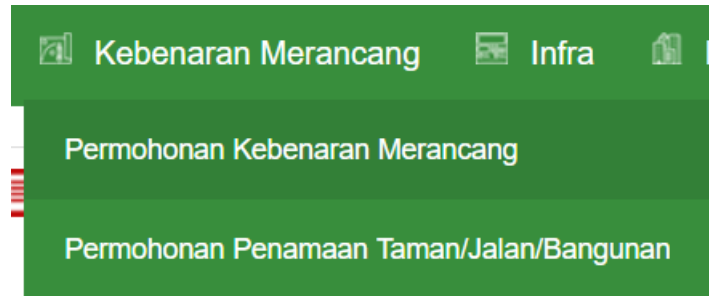 Kebenaran Merancang Infra
Permohonan Kebenaran Merancang
Permohonan Penamaan Taman/Jalan/Bangunan